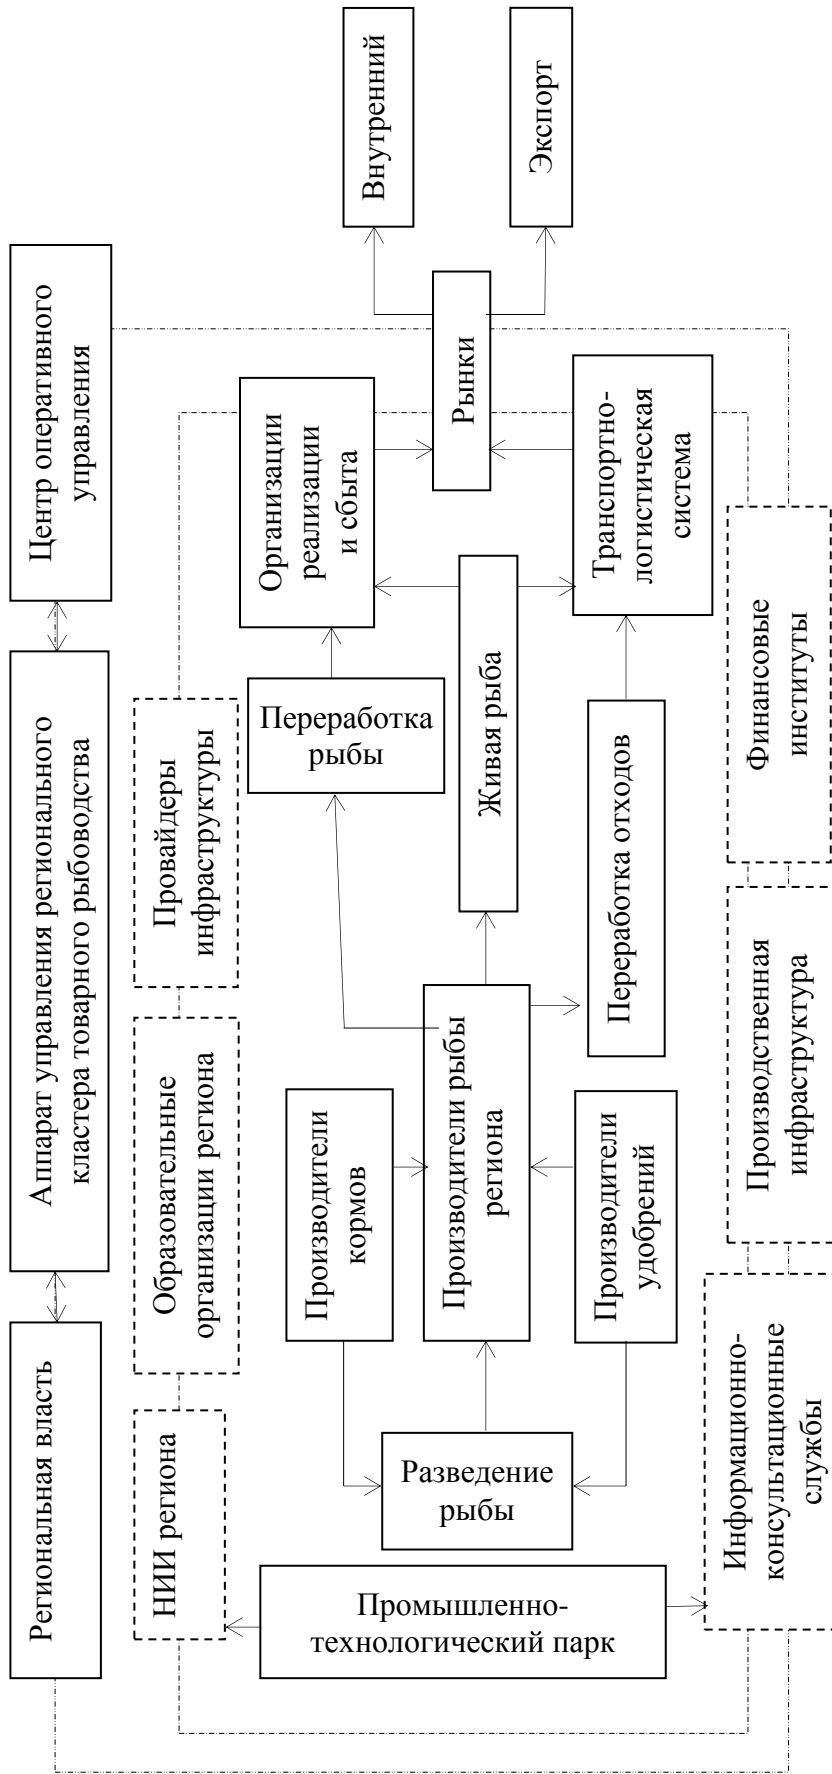 Региональная власть
Аппарат управления регионального
кластера товарного рыбоводства
Центр оперативного
управления
НИИ региона
Образовательные
организации региона
Провайдеры
инфраструктуры
Промышленно-
технологический парк
Разведение
рыбы
Производители
кормов
Производители рыбы
региона
Производители
удобрений
Переработка
рыбы
Живая рыба
Переработка отходов
Организации
реализации
и сбыта
Транспортно-
логистическая
система
Рынки
Внутренний
Экспорт
Информационно-
консультационные
службы
Производственная
инфраструктура
Финансовые
институты